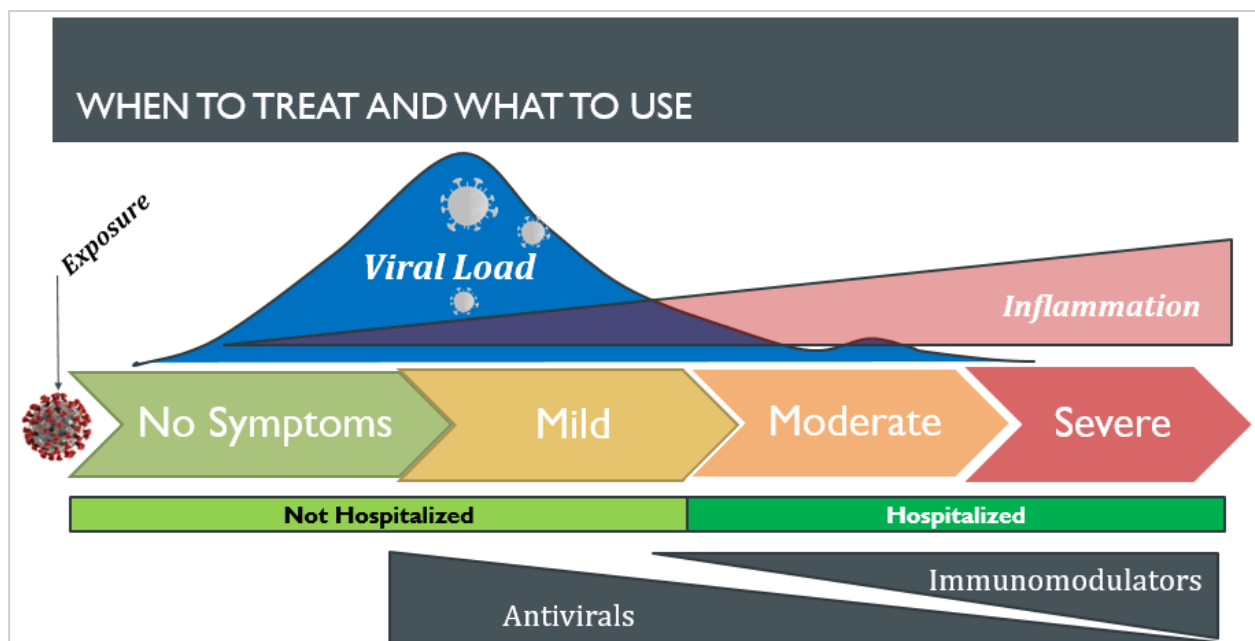 WHEN TO TREAT AND WHAT TO USE
Exposure
Viral Load
Inflammation
No Symptoms
Mild
Moderate
Severe
Not Hospitalized
Hospitalized
Immunomodulators
Antivirals